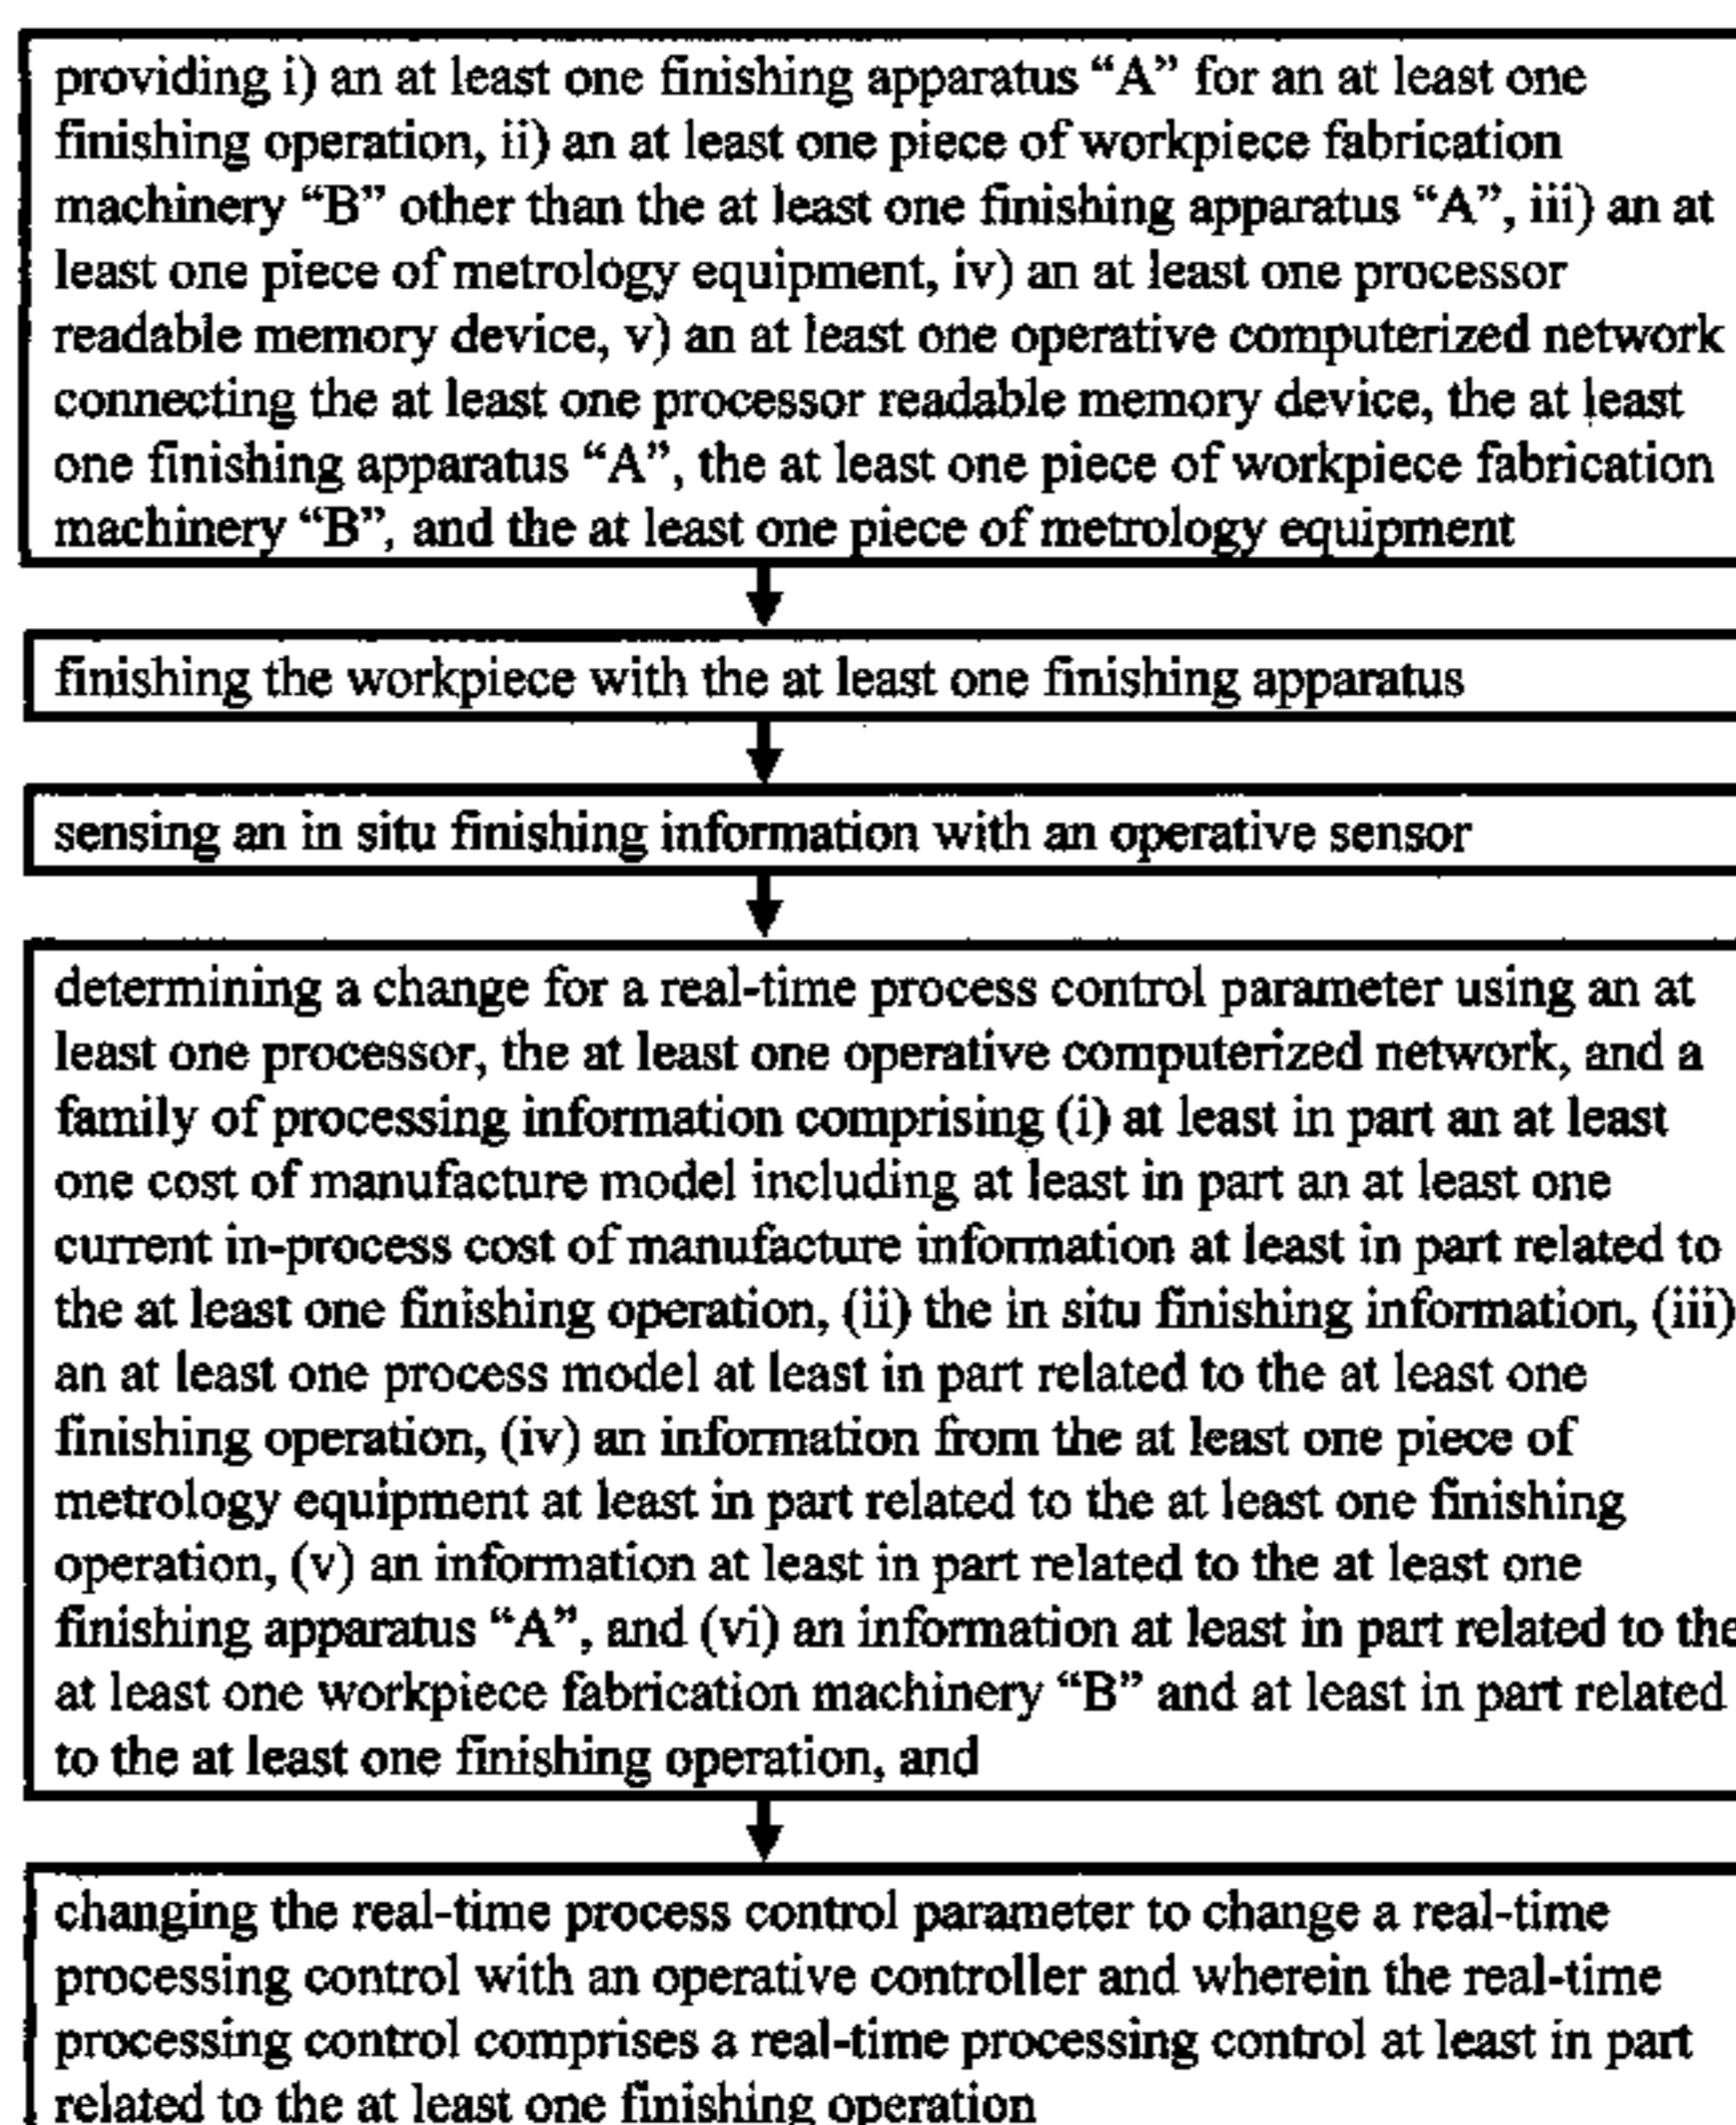 providing i) an at least one finishing apparatus “A” for an at least one
finishing operation, ii) an at least one piece of workpiece fabrication
machinery “B” other than the at least one finishing apparatus “A”, iii) an at
least one piece of metrology equipment, iv) an at least one processor
readable memory device, v) an at least one operative computerized network
connecting the at least one processor readable memory device, the at least
one finishing apparatus “A”, the at least one piece of workpiece fabrication
machinery “B”, and the at least one piece of metrology equipment
finishing the workpiece with the at least one finishing apparatus
sensing an in situ finishing information with an operative sensor
determining a change for a real-time process control parameter using an at
least one processor, the at least one operative computerized network, and a
family of processing information comprising (i) at least in part an at least
one cost of manufacture model including at least in part an at least one
current in-process cost of manufacture information at least in part related to
the at least one finishing operation, (ii) the in situ finishing information, (iii)
an at least one process model at least in part related to the at least one
finishing operation, (iv) an information from the at least one piece of
metrology equipment at least in part related to the at least one finishing
operation, (v) an information at least in part related to the at least one
finishing apparatus “A”, and (vi) an information at least in part related to the
at least one workpiece fabrication machinery “B” and at least in part related
to the at least one finishing operation, and
changing the real-time process control parameter to change a real-time
processing control with an operative controller and wherein the real-time
processing control comprises a real-time processing control at least in part
related to the at least one finishing operation